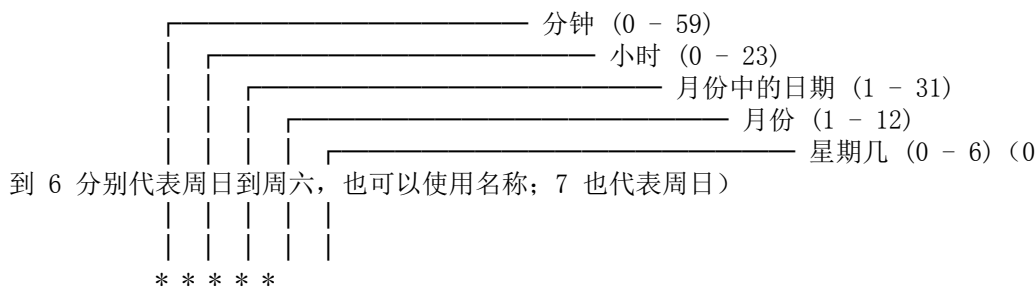 分钟 (0 - 59)
小时 (0 - 23)
月份中的日期 (1 - 31)
月份 (1 - 12)
星期几 (0 - 6)（0
到 6 分别代表周日到周六，也可以使用名称；7 也代表周日）
* * * * *